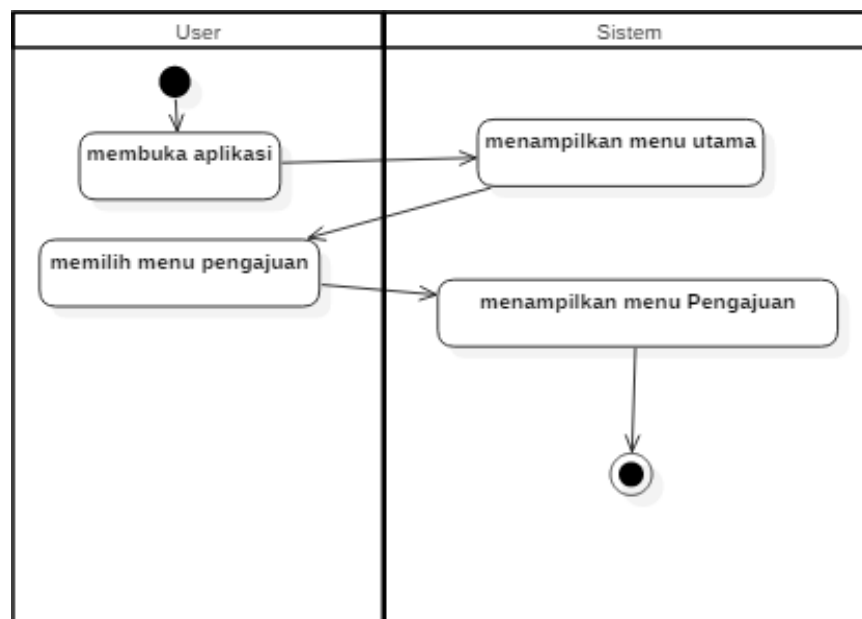 User
Sistem
membuka aplikasi
menampilkan menu utama
memilih menu pengajuan
menampilkan menu Pengajuan